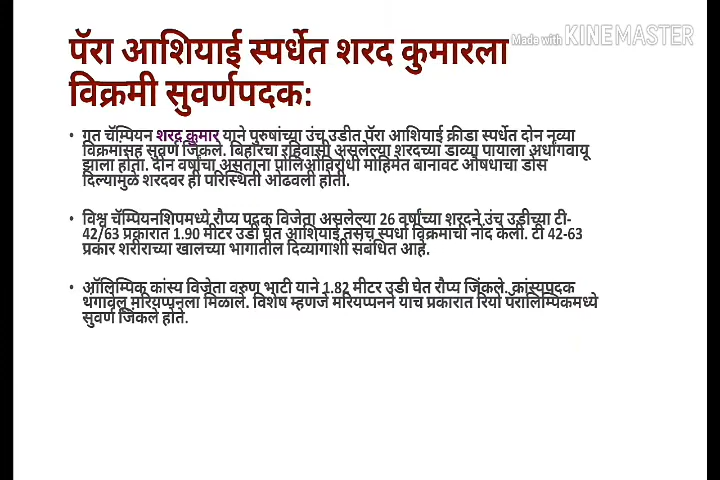 पॅरा आशियाई स्पर्धेत शरद कुमारला
Made with KINEMASTER
विक्रमी सुवर्णपदक:
• गत चॅम्पियन शरद कुमार याने पुरुषांच्या उंच उडीत पॅरा आशियाई क्रीडा स्पर्धेत दोन नव्या
विक्रमांसह सुवर्ण जिंकले. बिहारचा रहिवासी असलेल्या शरदच्या डाव्या पायाला अर्धांगवायू
झाला होता. दोन वर्षांचा असताना पोलिओविरोधी मोहिमेत बानावट औषधाचा डोस
दिल्यामुळे शरदवर ही परिस्थिती ओढवली होती.
• विश्व चॅम्पियनशिपमध्ये रौप्य पदक विजेता असलेल्या 26 वर्षांच्या शरदने उंच उडीच्या टी-
42/63 प्रकारात 1.90 मीटर उडी घेत आशियाई तसेच स्पर्धा विक्रमाची नोंद केली. टी 42-63
प्रकार शरीराच्या खालच्या भागातील दिव्यांगाशी संबंधित आहे.
• ऑलिम्पिक कांस्य विजेता वरुण भाटी याने 1.82 मीटर उडी घेत रौप्य जिंकले. कांस्यपदक
थंगावेलू मरियप्पनला मिळाले. विशेष म्हणजे मरियप्पनने याच प्रकारात रियो पॅरालिम्पिकमध्ये
सुवर्ण जिंकले होते.